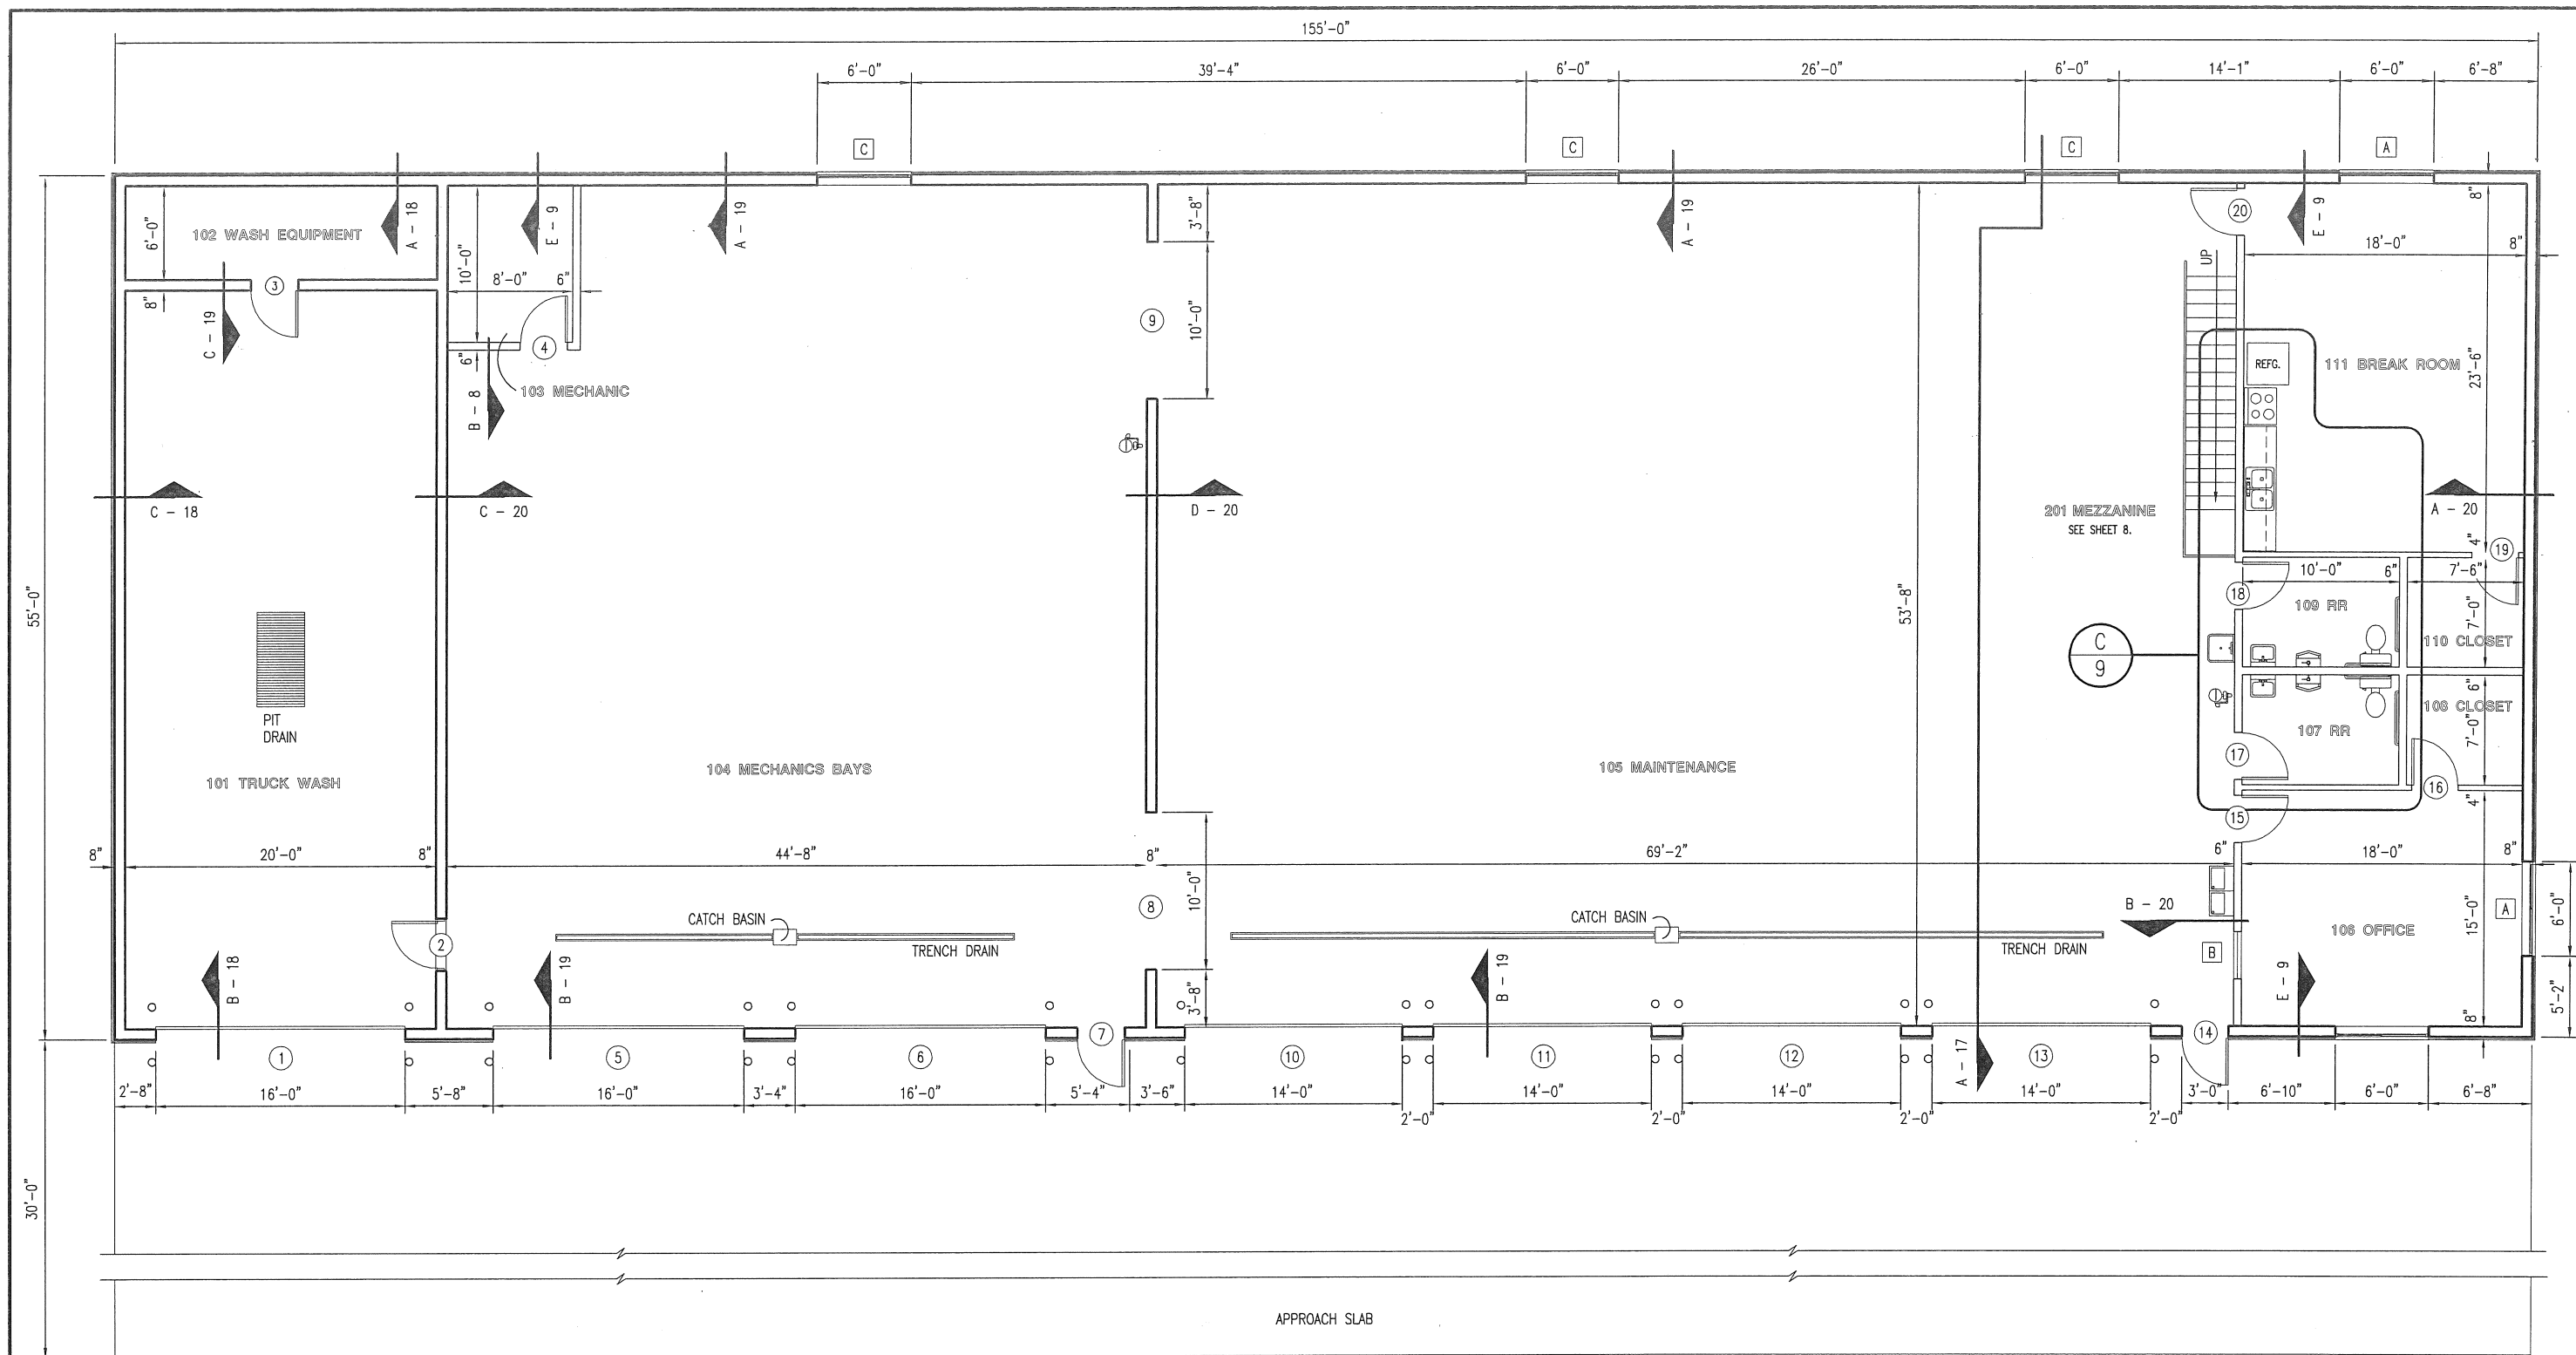 155'-0"
6'-0"
39'-4"
6'-0"
26'-0"
6'-0"
14'-1"
6'-0"
6'-8"
C
C
C
A
55'-0"
30'-0"
6'-0"
102 WASH EQUIPMENT
A - 18
8"
3
C - 19
10'-0"
E - 9
8'-0"
6"
6"
4
B - 8
103 MECHANIC
A - 19
3'-8"
10'-0"
9
A - 19
20
E - 9
8"
18'-0"
8"
UP
REFG.
111 BREAK ROOM
23'-6"
C - 18
C - 20
D - 20
201 MEZZANINE
SEE SHEET 8.
A - 20
4"
19
53'-8"
10'-0"
6"
7'-6"
18
109 RR
7'-0"
110 CLOSET
C
9
PIT
DRAIN
6"
108 CLOSET
107 RR
7'-0"
17
101 TRUCK WASH
104 MECHANICS BAYS
105 MAINTENANCE
16
4"
15
8"
20'-0"
8"
44'-8"
8"
69'-2"
6"
18'-0"
8"
10'-0"
8
2
CATCH BASIN
TRENCH DRAIN
CATCH BASIN
TRENCH DRAIN
B - 20
B
106 OFFICE
15'-0"
A
6'-0"
5'-2"
B - 18
B - 19
3'-8"
B - 19
E - 9
8"
1
5
6
7
10
11
12
A - 17
13
14
2'-8"
16'-0"
5'-8"
16'-0"
3'-4"
16'-0"
5'-4"
3'-6"
14'-0"
2'-0"
14'-0"
2'-0"
14'-0"
2'-0"
14'-0"
2'-0"
3'-0"
6'-10"
6'-0"
6'-8"
APPROACH SLAB